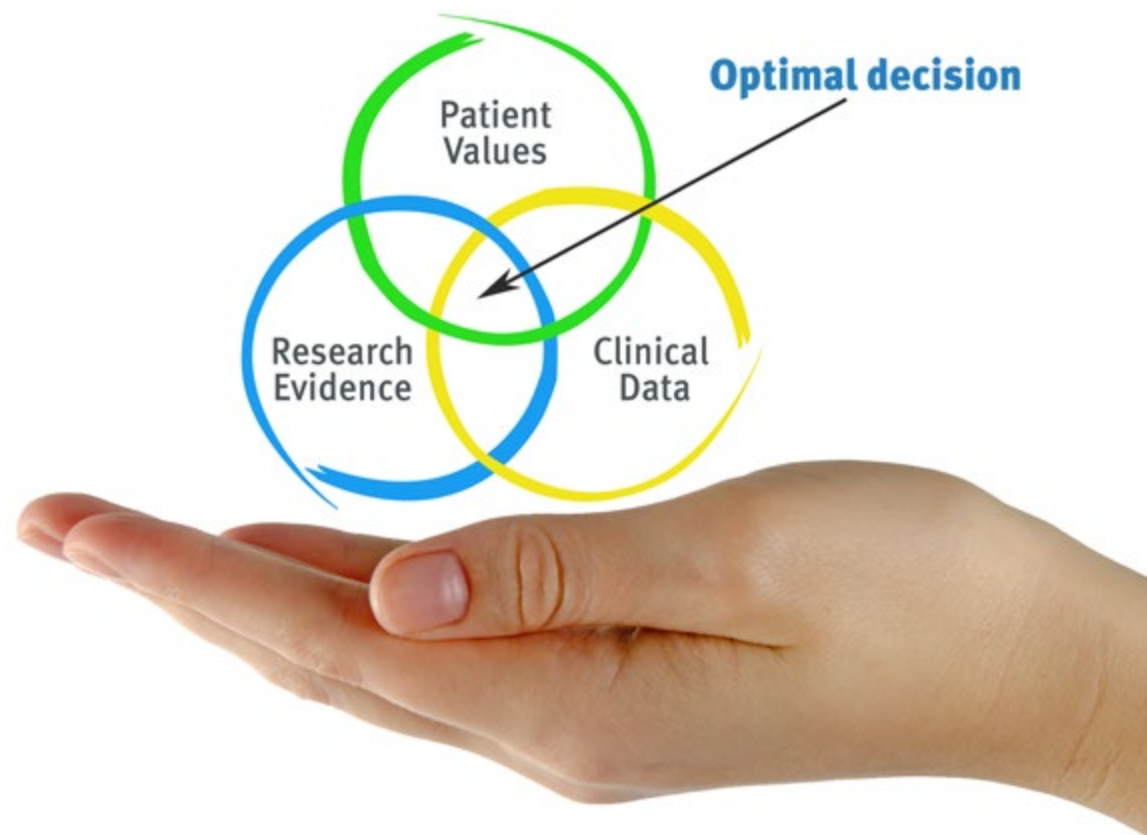 Optimal decision
Patient
Values
Research
Evidence
Clinical
Data